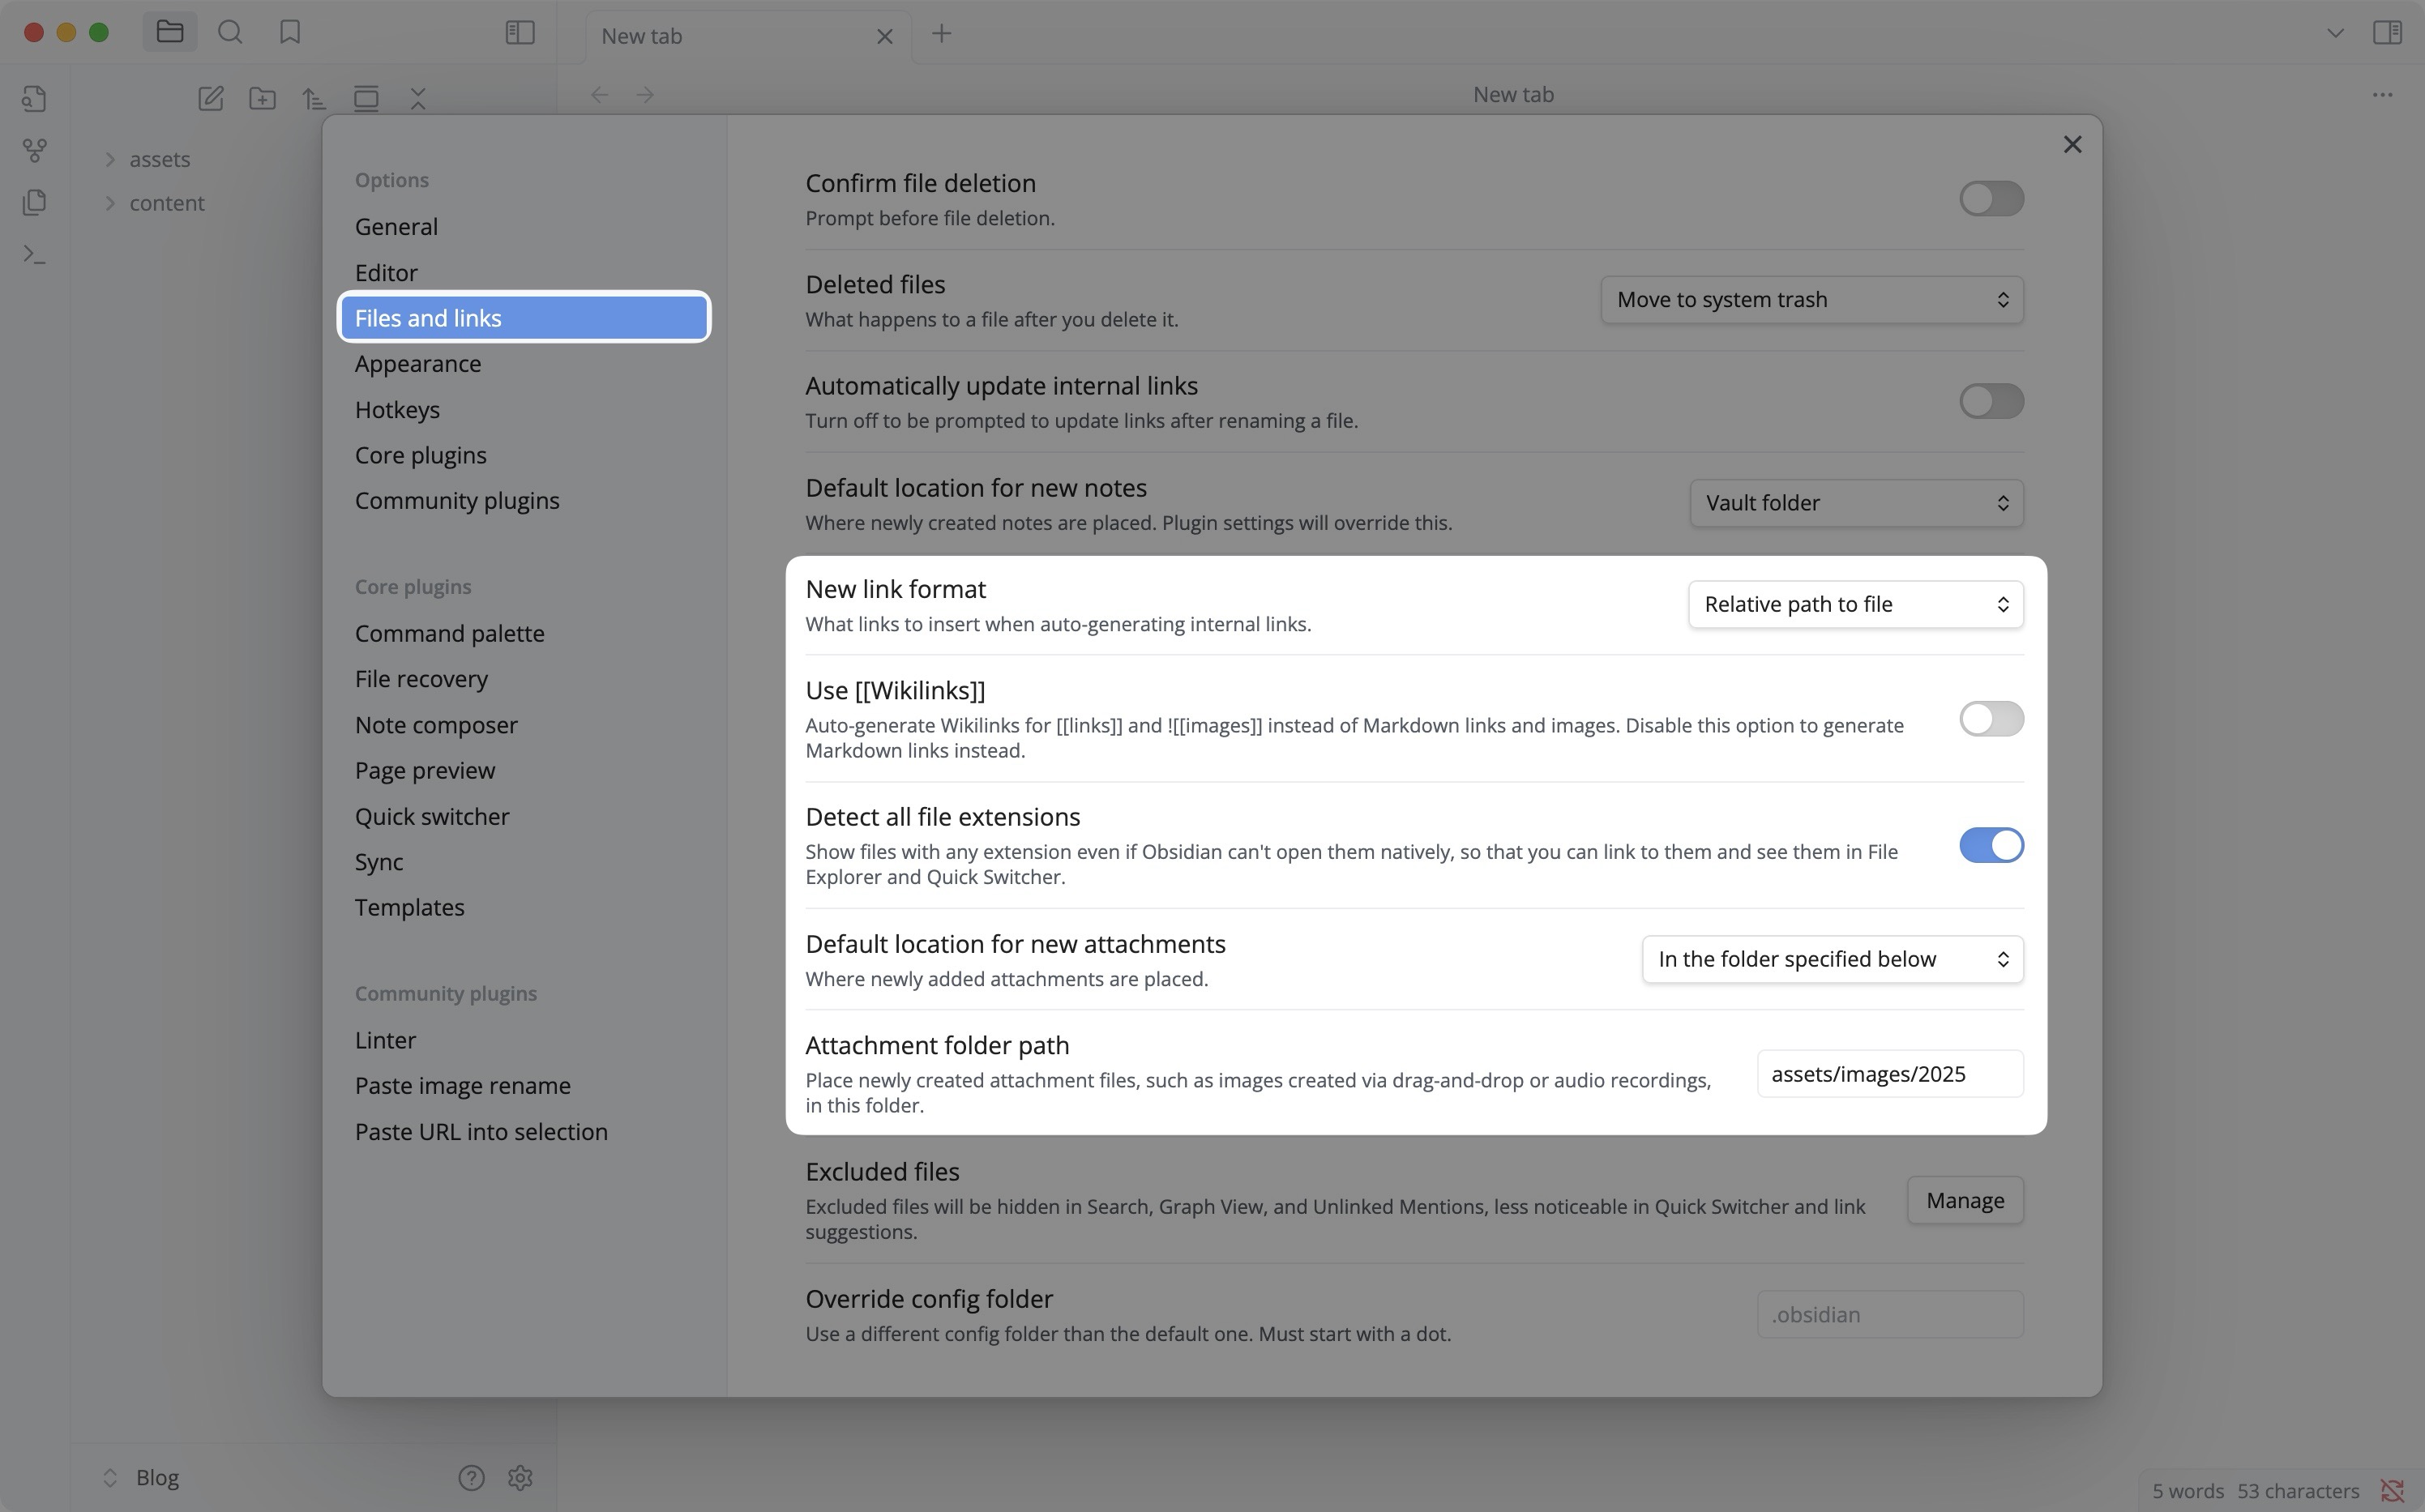 New tab
New tab
assets
content
Options
General
Editor
Files and links
Appearance
Hotkeys
Core plugins
Community plugins
Core plugins
Command palette
File recovery
Note composer
Page preview
Quick switcher
Sync
Templates
Community plugins
Linter
Paste image rename
Paste URL into selection
Confirm file deletion
Prompt before file deletion.
Deleted files
What happens to a file after you delete it.
Move to system trash
Automatically update internal links
Turn off to be prompted to update links after renaming a file.
Default location for new notes
Where newly created notes are placed. Plugin settings will override this.
Vault folder
New link format
What links to insert when auto-generating internal links.
Relative path to file
Use [[Wikilinks]]
Auto-generate Wikilinks for [[links]] and ![[images]] instead of Markdown links and images. Disable this option to generate
Markdown links instead.
Detect all file extensions
Show files with any extension even if Obsidian can't open them natively, so that you can link to them and see them in File
Explorer and Quick Switcher.
Default location for new attachments
Where newly added attachments are placed.
In the folder specified below
Attachment folder path
Place newly created attachment files, such as images created via drag-and-drop or audio recordings,
in this folder.
assets/images/2025
Excluded files
Excluded files will be hidden in Search, Graph View, and Unlinked Mentions, less noticeable in Quick Switcher and link
suggestions.
Manage
Override config folder
Use a different config folder than the default one. Must start with a dot.
.obsidian
Blog
5 words 53 characters